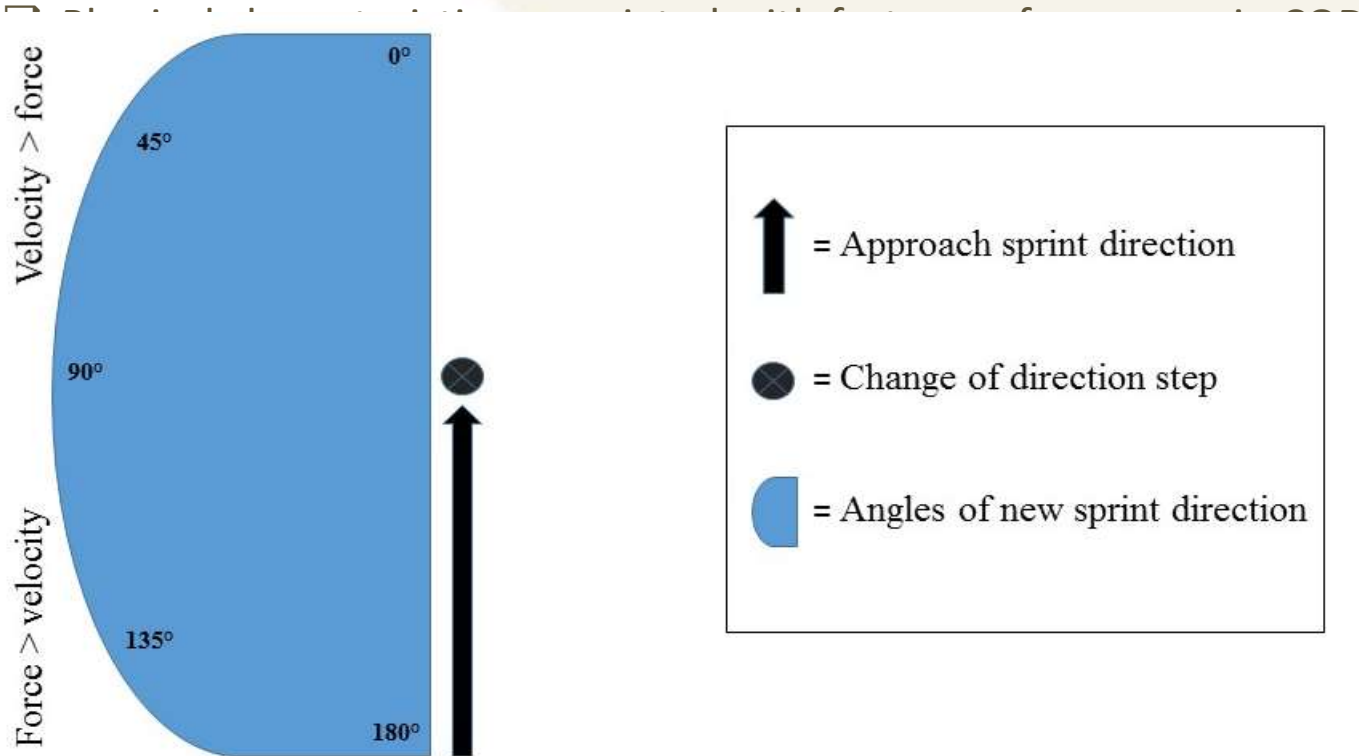 0°
45°
90°
135°
180°
Velocity > force
Force > velocity
= Approach sprint direction
= Change of direction step
= Angles of new sprint direction